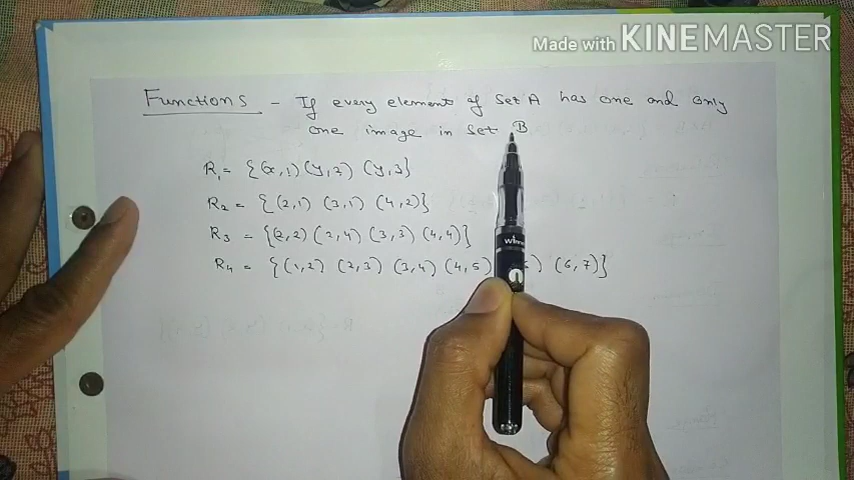 Made with KINEMASTER
Functions - If every element of Set A has one and only
one image in Set B
R₁ = {(x,1) (y,2) (y,3}
R₂ = {(2,1) (3,1) (4,2)}
R₃ = {(2,2) (2,4) (3,3) (4,4)}
R₄ = {(1,2) (2,3) (3,4) (4,5) ) (6,7)}